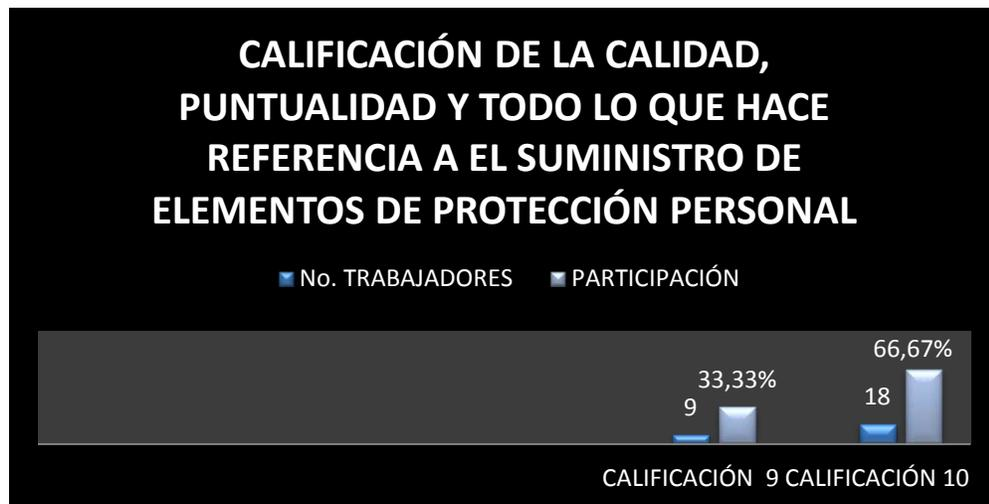 CALIFICACIÓN DE LA CALIDAD,
PUNTUALIDAD Y TODO LO QUE HACE
REFERENCIA A EL SUMINISTRO DE
ELEMENTOS DE PROTECCIÓN PERSONAL
No. TRABAJADORES PARTICIPACIÓN
66,67%
33,33%
18
9
CALIFICACIÓN  9 CALIFICACIÓN 10